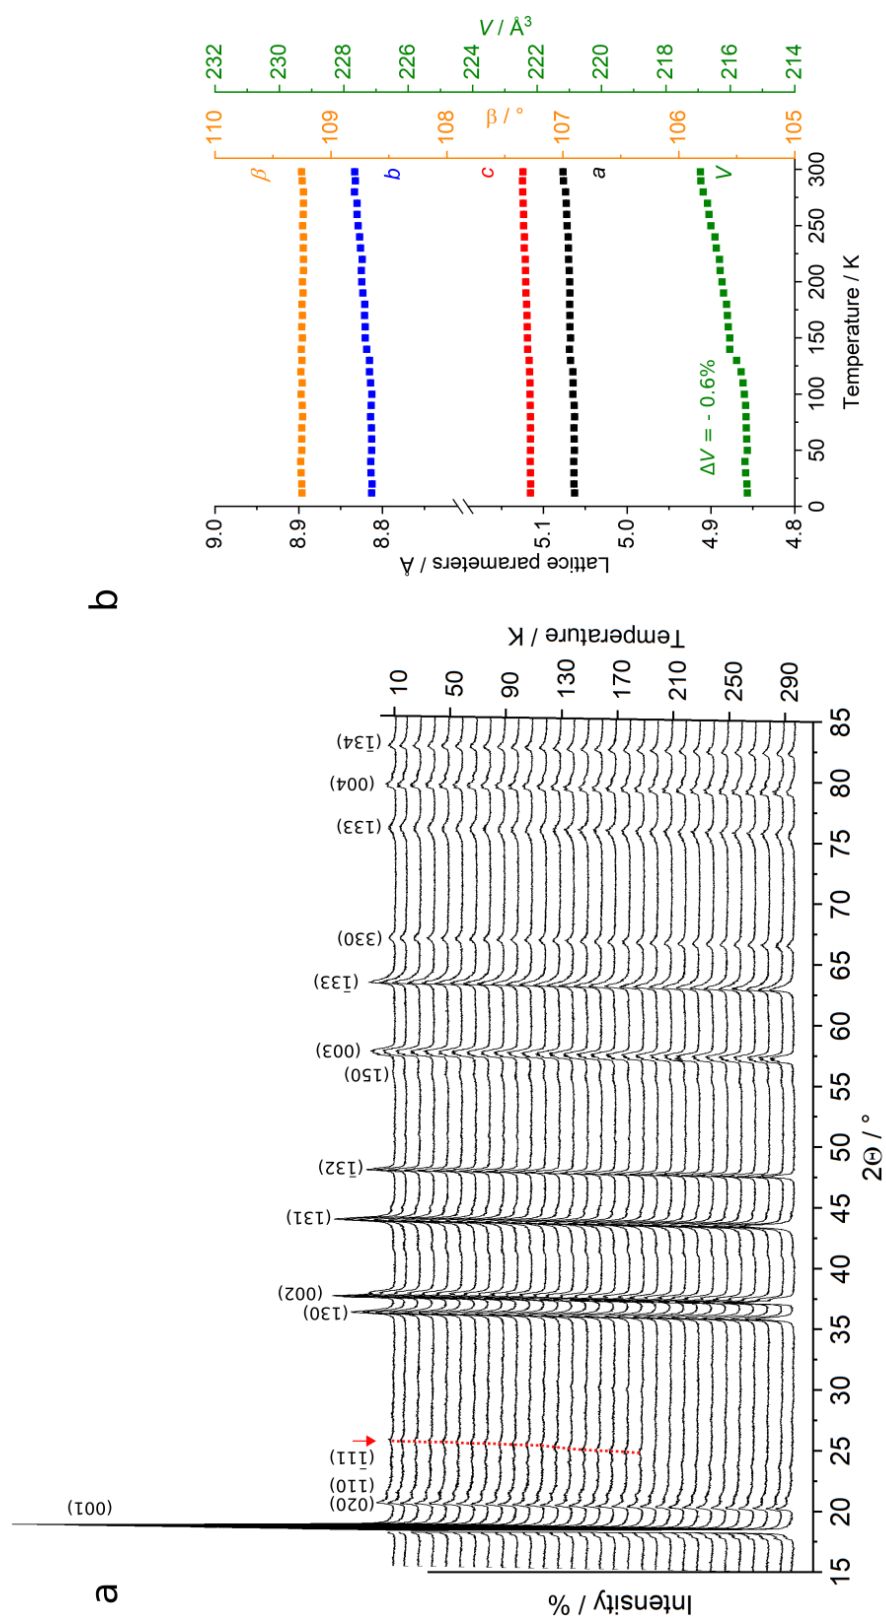 a
(001)
(020)
(110)
(1̄11)
(130)
(002)
(131)
(1̄32)
(150)
(003)
(1̄33)
(330)
(133)
(004)
(1̄34)
Intensity / %
15 20 25 30 35 40 45 50 55 60 65 70 75 80 85
2Θ / °
10
50
90
130
170
210
250
290
Temperature / K
b
9.0
8.9
8.8
5.1
5.0
4.9
4.8
Lattice parameters / Å
β
b
c
a
V
ΔV = - 0.6%
0 50 100 150 200 250 300
Temperature / K
110
109
108
107
106
105
β / °
232
230
228
226
224
222
220
218
216
214
V / Å³